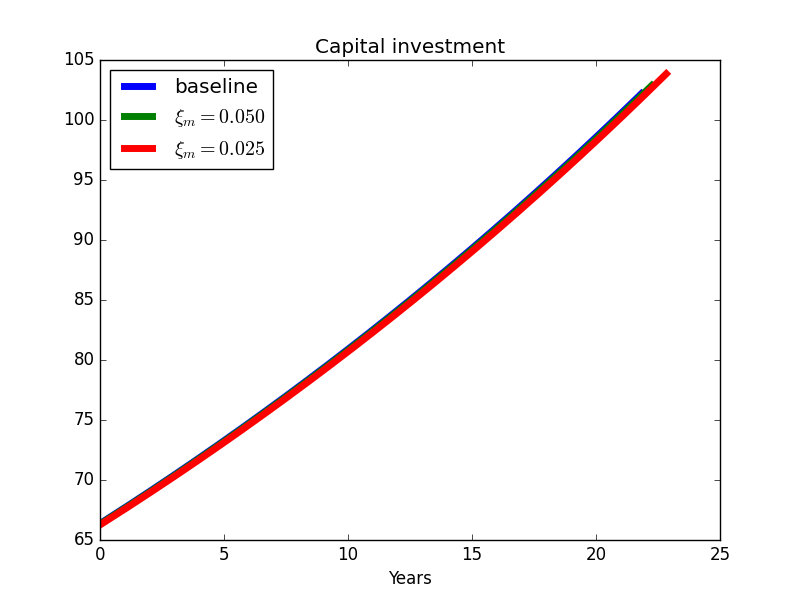 Capital investment
105
100
95
90
85
80
75
70
65
baseline
ξₘ = 0.050
ξₘ = 0.025
0 5 10 15 20 25
Years